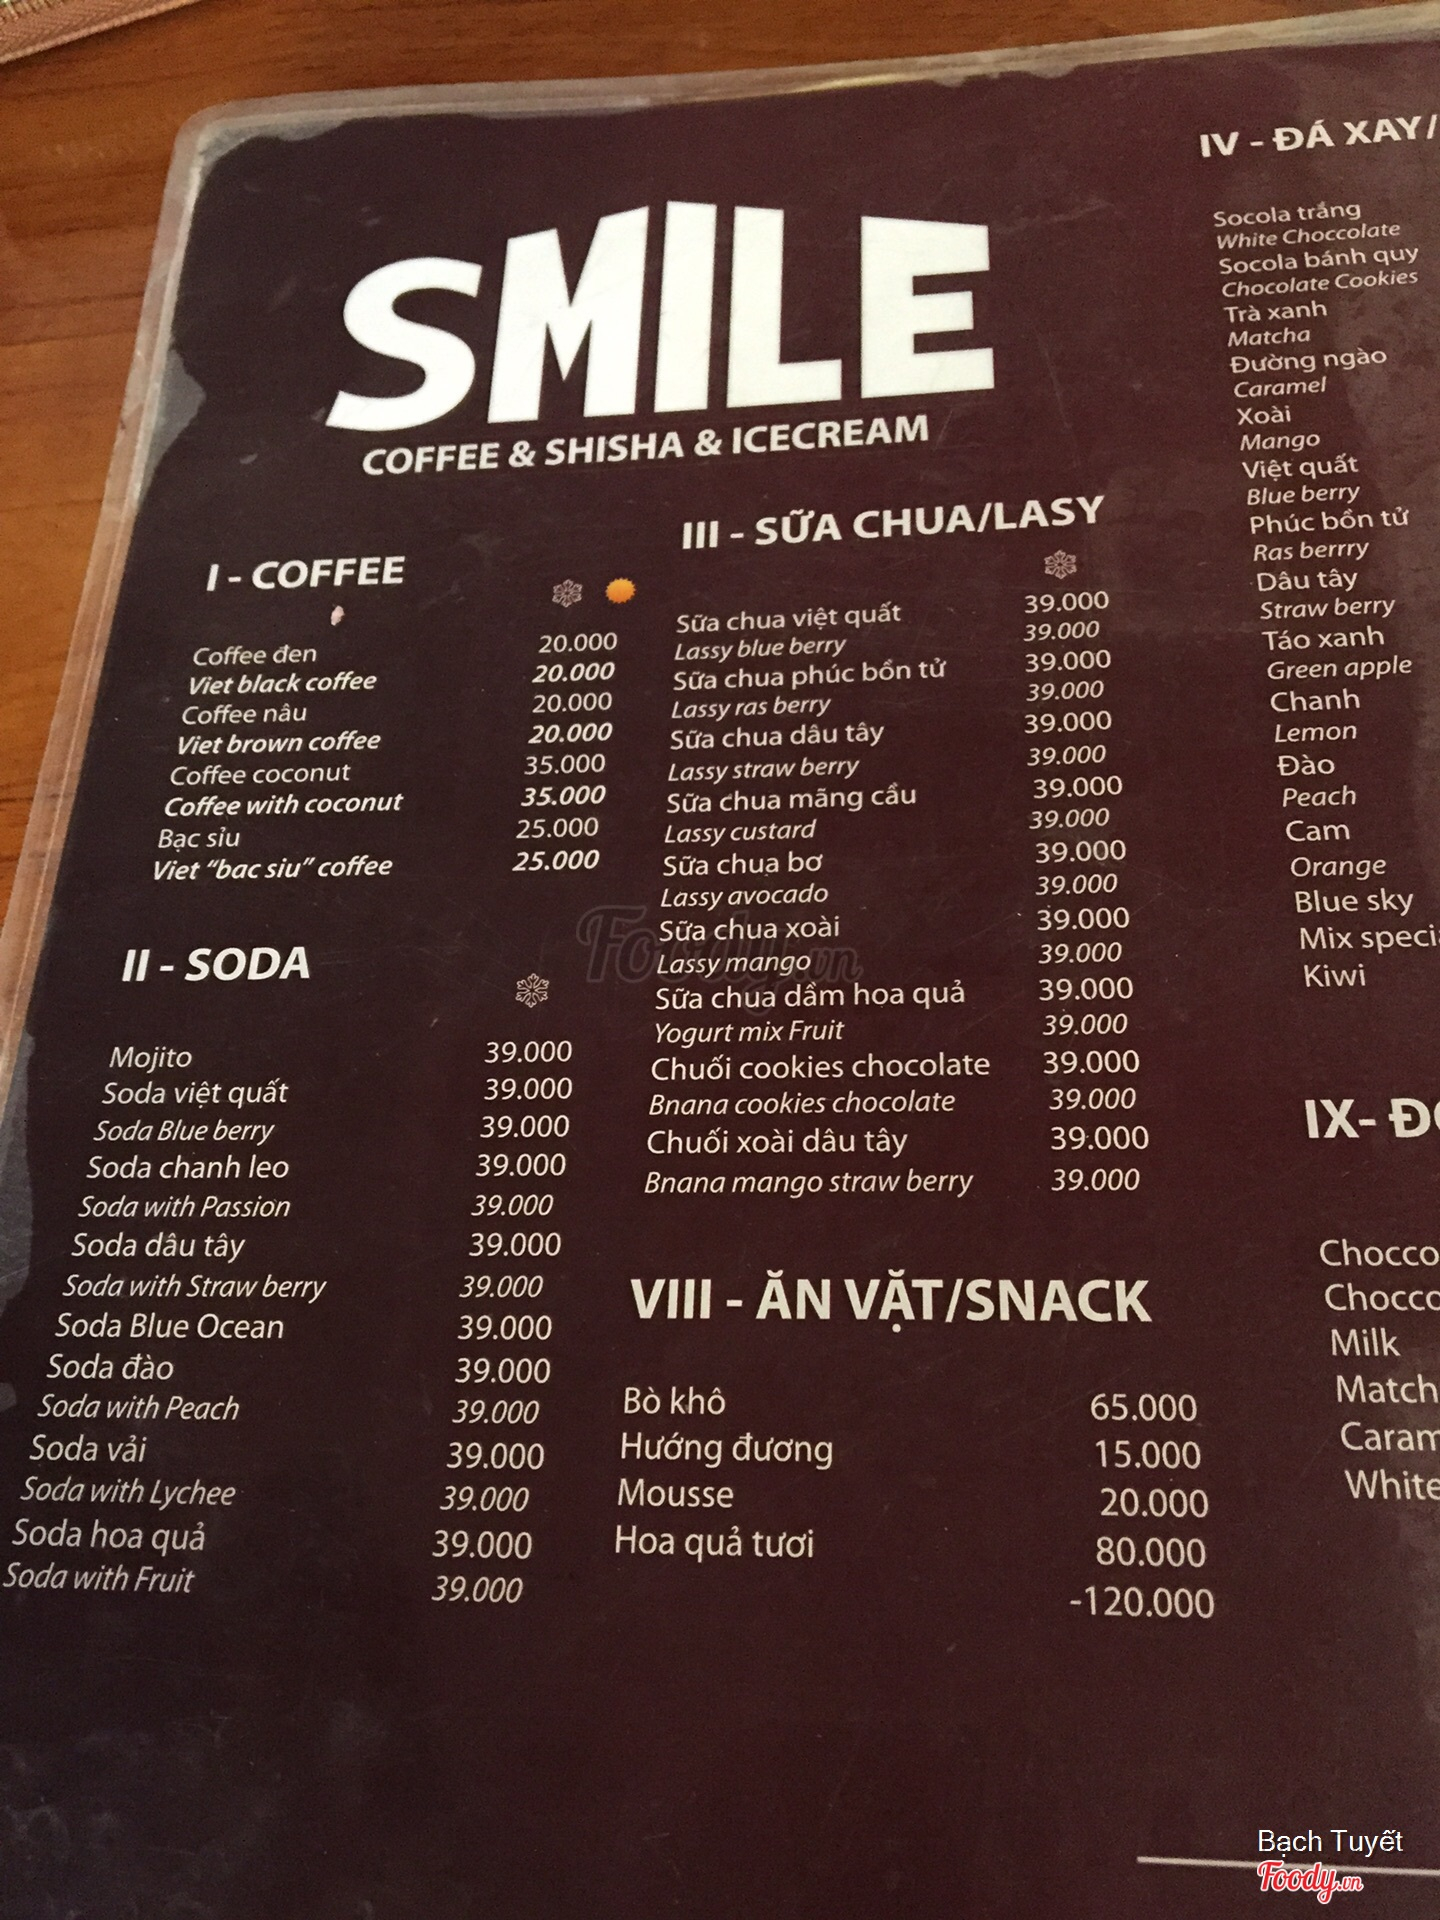 SMILE
COFFEE & SHISHA & ICECREAM
I - COFFEE
Coffee đen 20.000
Viet black coffee 20.000
Coffee nâu 20.000
Viet brown coffee 20.000
Coffee coconut 35.000
Coffee with coconut 35.000
Bạc sỉu 25.000
Viet “bac siu” coffee 25.000
II - SODA
Mojito 39.000
Soda việt quất 39.000
Soda Blue berry 39.000
Soda chanh leo 39.000
Soda with Passion 39.000
Soda dâu tây 39.000
Soda with Straw berry 39.000
Soda Blue Ocean 39.000
Soda đào 39.000
Soda with Peach 39.000
Soda vải 39.000
Soda with Lychee 39.000
Soda hoa quả 39.000
Soda with Fruit 39.000
III - SỮA CHUA/LASY
Sữa chua việt quất 39.000
Lassy blue berry 39.000
Sữa chua phúc bồn tử 39.000
Lassy ras berry 39.000
Sữa chua dâu tây 39.000
Lassy straw berry 39.000
Sữa chua mãng cầu 39.000
Lassy custard 39.000
Sữa chua bơ 39.000
Lassy avocado 39.000
Sữa chua xoài 39.000
Lassy mango 39.000
Sữa chua dầm hoa quả 39.000
Yogurt mix Fruit 39.000
Chuối cookies chocolate 39.000
Bnana cookies chocolate 39.000
Chuối xoài dâu tây 39.000
Bnana mango straw berry 39.000
VIII - ĂN VẶT/SNACK
Bò khô 65.000
Hướng đương 15.000
Mousse 20.000
Hoa quả tươi 80.000
-120.000
IV - ĐÁ XAY/
Socola trắng
White Choccolate
Socola bánh quy
Chocolate Cookies
Trà xanh
Matcha
Đường ngào
Caramel
Xoài
Mango
Việt quất
Blue berry
Phúc bồn tử
Ras berrry
Dâu tây
Straw berry
Táo xanh
Green apple
Chanh
Lemon
Đào
Peach
Cam
Orange
Blue sky
Mix speci
Kiwi
IX- Đ
Chocco
Chocco
Milk
Match
Caram
White
Foody.vn
Bạch Tuyết
Foody.vn